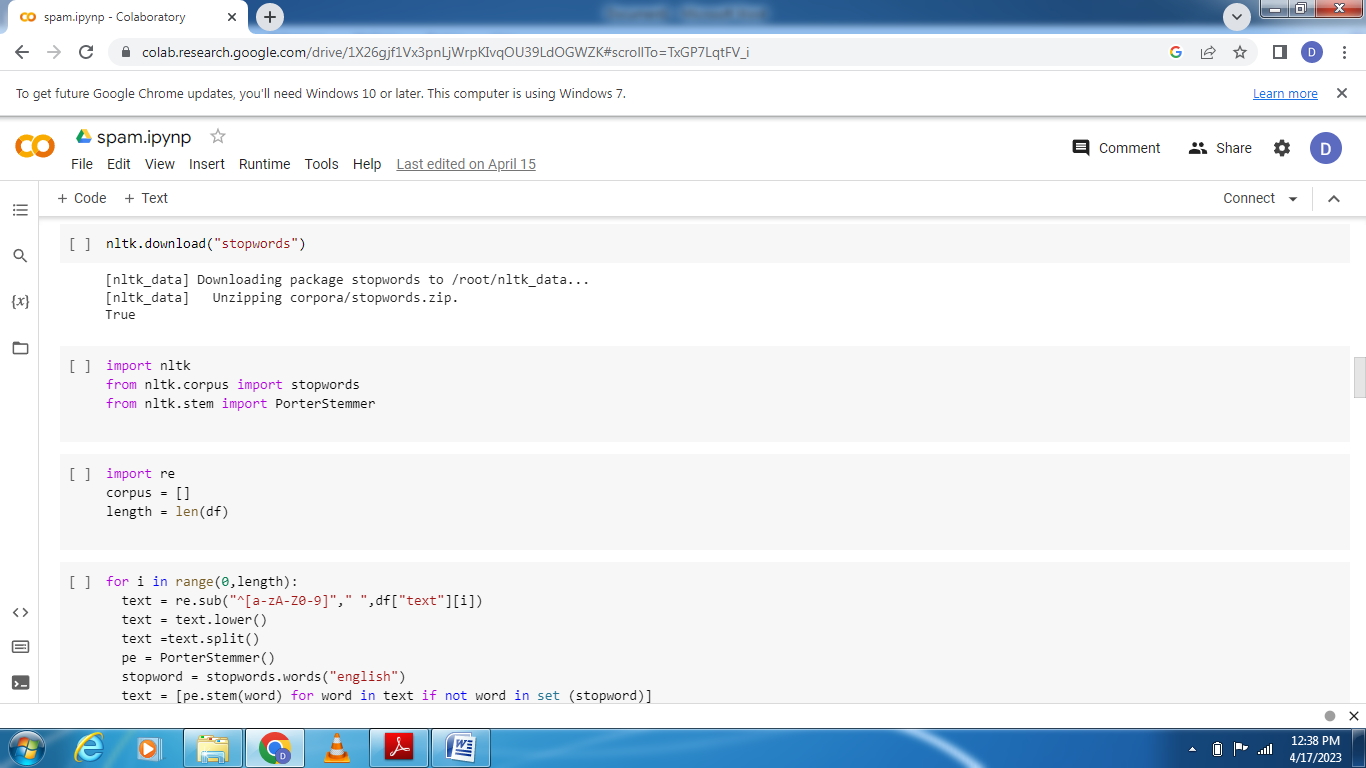 spam.ipynp - Colaboratory
colab.research.google.com/drive/1X26gjf1Vx3pnLjWrpKIvqOU39LdOGWZK#scrollTo=TxGP7LqtFV_i
D
To get future Google Chrome updates, you'll need Windows 10 or later. This computer is using Windows 7.
Learn more
spam.ipynp
Comment
Share
D
File Edit View Insert Runtime Tools Help Last edited on April 15
+ Code + Text
Connect
[ ] nltk.download("stopwords")
[nltk_data] Downloading package stopwords to /root/nltk_data...
[nltk_data]   Unzipping corpora/stopwords.zip.
True
[ ] import nltk
from nltk.corpus import stopwords
from nltk.stem import PorterStemmer
{x}
[ ] import re
corpus = []
length = len(df)
[ ] for i in range(0,length):
  text = re.sub("^[a-zA-Z0-9]"," ",df["text"][i])
  text = text.lower()
  text =text.split()
  pe = PorterStemmer()
  stopword = stopwords.words("english")
  text = [pe.stem(word) for word in text if not word in set (stopword)]
12:38 PM
4/17/2023